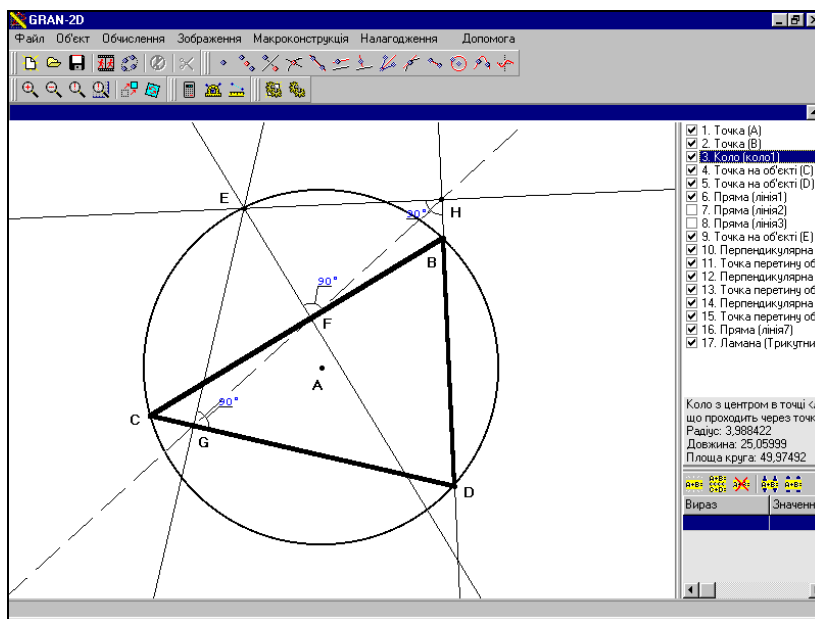 GRAN-2D
Файл Об'єкт Обчислення Зображення Макроконструкція Налагодження Допомога
1. Точка (A)
2. Точка (B)
3. Коло (коло1)
4. Точка на об'єкті (C)
5. Точка на об'єкті (D)
6. Пряма (лінія1)
7. Пряма (лінія2)
8. Пряма (лінія3)
9. Точка на об'єкті (E)
10. Перпендикулярна
11. Точка перетину об
12. Перпендикулярна
13. Точка перетину об
14. Перпендикулярна
15. Точка перетину об
16. Пряма (лінія7)
17. Ламана (Трикутни
E
H
90°
B
90°
F
A
C
90°
G
D
Коло з центром в точці <
що проходить через точк
Радіус: 3,988422
Довжина: 25,05999
Площа круга: 49,97492
Вираз Значенн